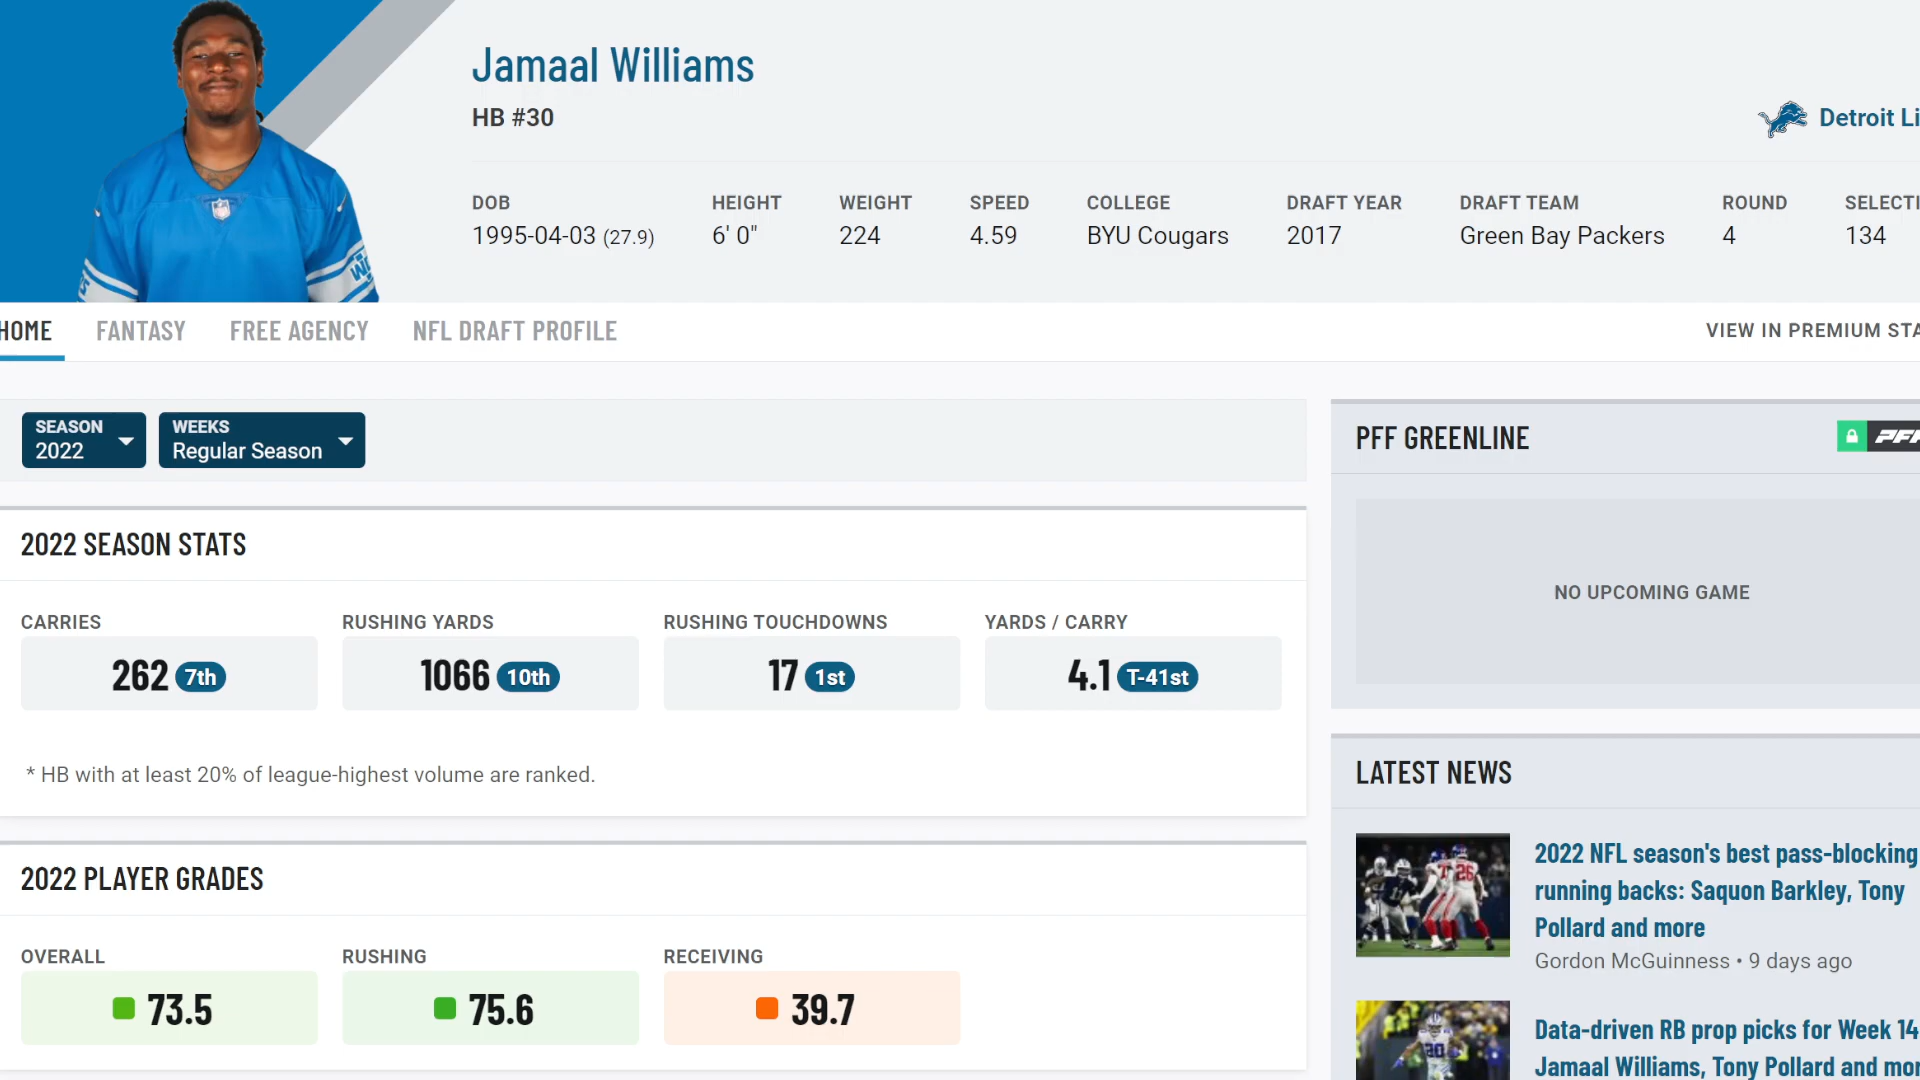 Jamaal Williams
HB #30
Detroit Li
DOB HEIGHT WEIGHT SPEED COLLEGE DRAFT YEAR DRAFT TEAM ROUND SELECTI
1995-04-03 (27.9) 6' 0" 224 4.59 BYU Cougars 2017 Green Bay Packers 4 134
HOME FANTASY FREE AGENCY NFL DRAFT PROFILE VIEW IN PREMIUM STA
SEASON
2022
WEEKS
Regular Season
2022 SEASON STATS
CARRIES RUSHING YARDS RUSHING TOUCHDOWNS YARDS / CARRY
262 7th 1066 10th 17 1st 4.1 T-41st
* HB with at least 20% of league-highest volume are ranked.
2022 PLAYER GRADES
OVERALL RUSHING RECEIVING
73.5 75.6 39.7
PFF GREENLINE
PFF
NO UPCOMING GAME
LATEST NEWS
26
2022 NFL season's best pass-blocking
running backs: Saquon Barkley, Tony
Pollard and more
Gordon McGuinness • 9 days ago
20
Data-driven RB prop picks for Week 14
Jamaal Williams, Tony Pollard and mor